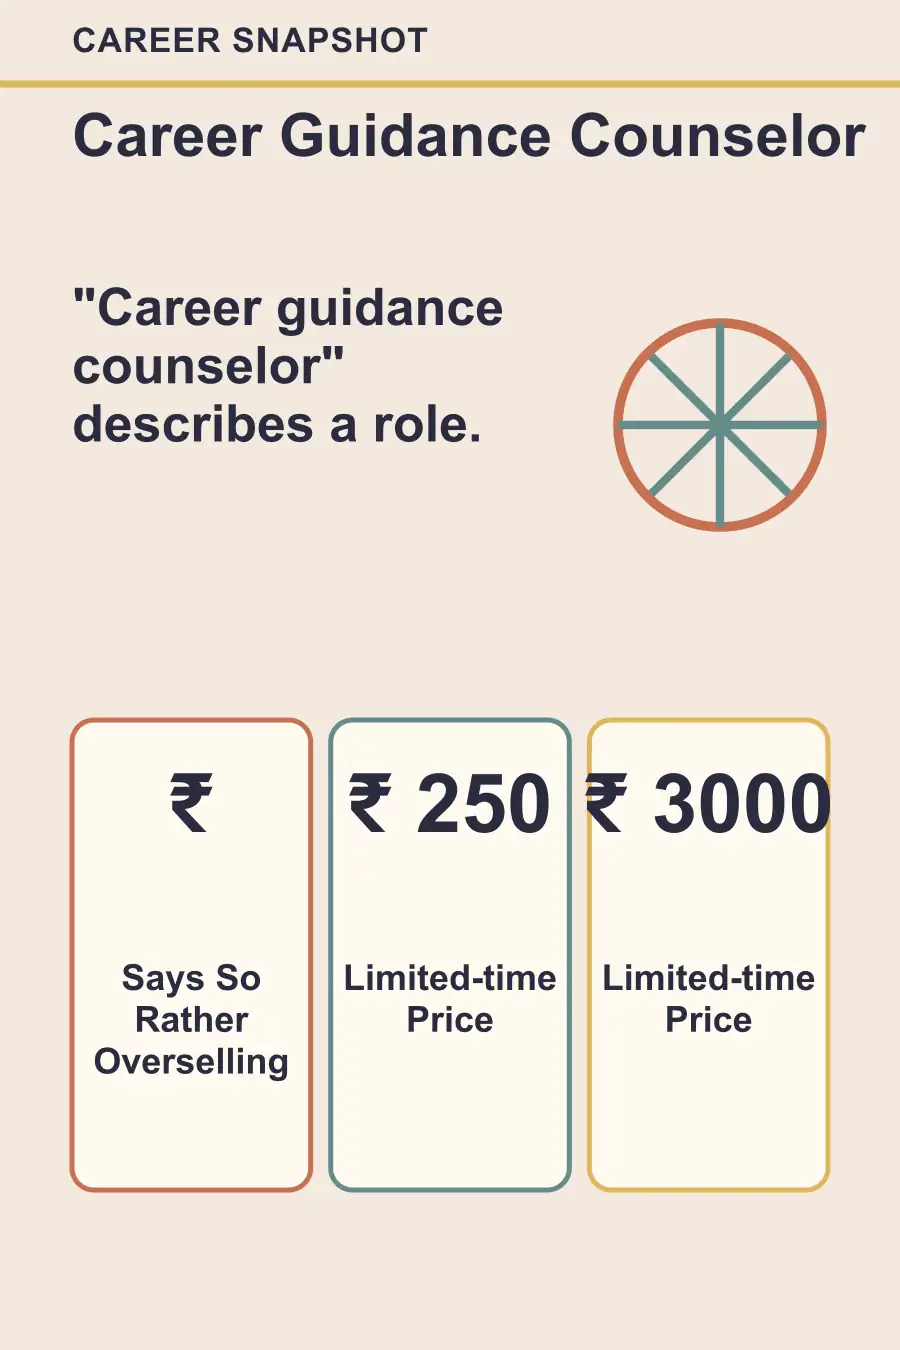 CAREER SNAPSHOT
Career Guidance Counselor
"Career guidance
counselor"
describes a role.
₹
Says So
Rather
Overselling
₹ 250
Limited-time
Price
₹ 3000
Limited-time
Price